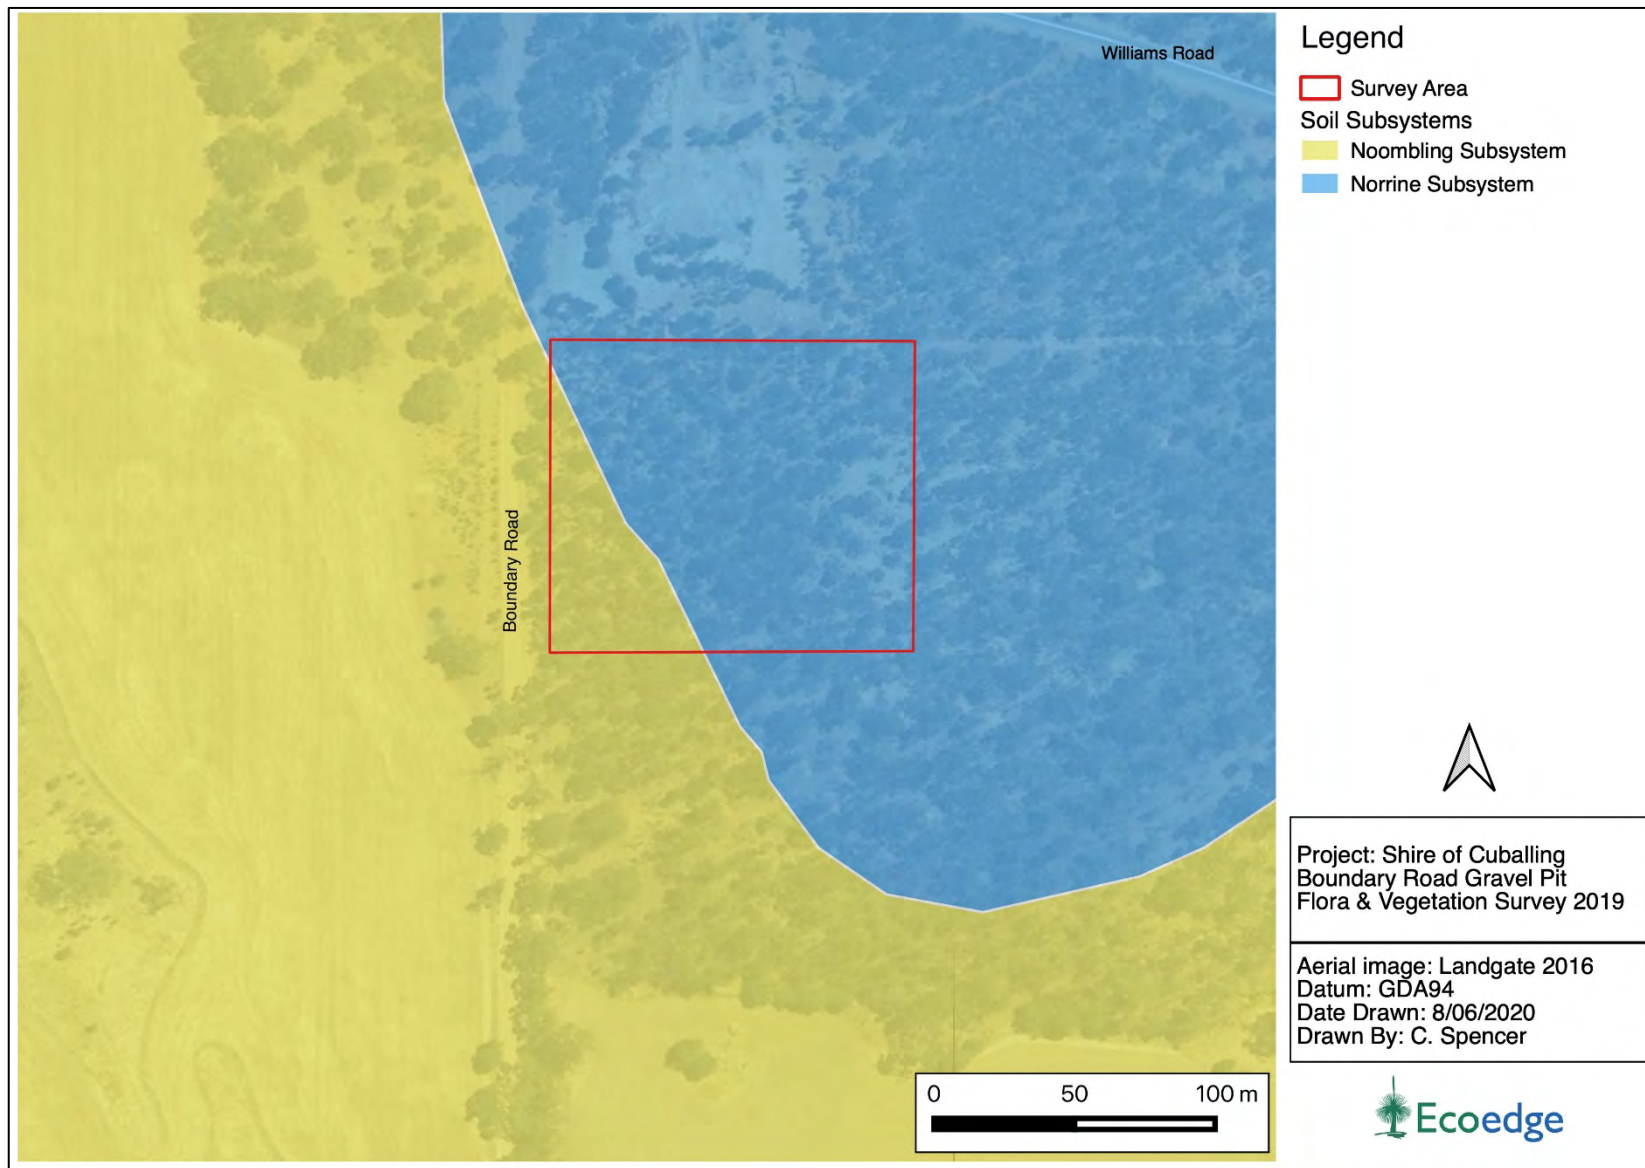 Williams Road
Boundary Road
Legend
Survey Area
Soil Subsystems
Noombling Subsystem
Norrine Subsystem
Project: Shire of Cuballing
Boundary Road Gravel Pit
Flora & Vegetation Survey 2019
Aerial image: Landgate 2016
Datum: GDA94
Date Drawn: 8/06/2020
Drawn By: C. Spencer
0 50 100 m
Ecoedge